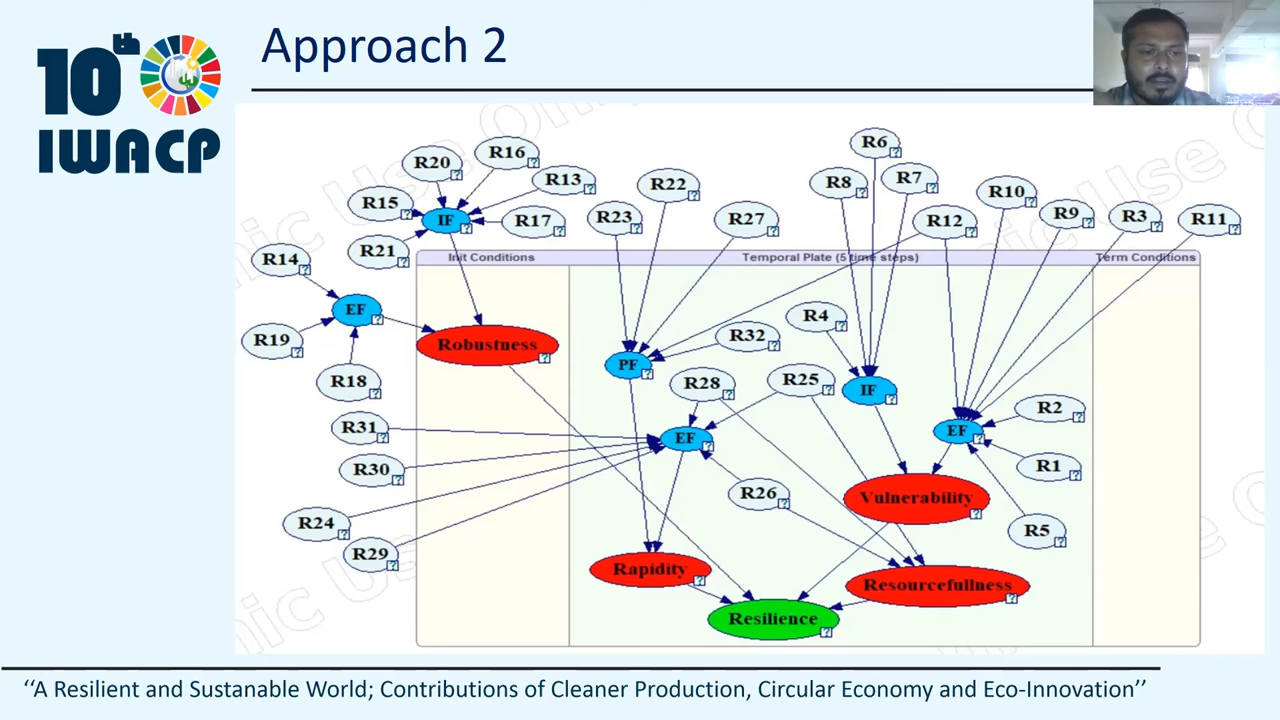 Approach 2
10th
IWACP
R6
R20
R16
R13
R22
R8
R7
R10
R15
R23
R27
R12
R9
R3
R11
IF
R17
R21
R14
Init Conditions
Temporal Plate (5 time steps)
Term Conditions
EF
R4
R19
Robustness
R32
PF
R18
R28
R25
IF
R31
EF
EF
R2
R30
R1
R26
Vulnerability
R24
R5
R29
Rapidity
Resourcefullness
Resilience
‘‘A Resilient and Sustanable World; Contributions of Cleaner Production, Circular Economy and Eco-Innovation’’